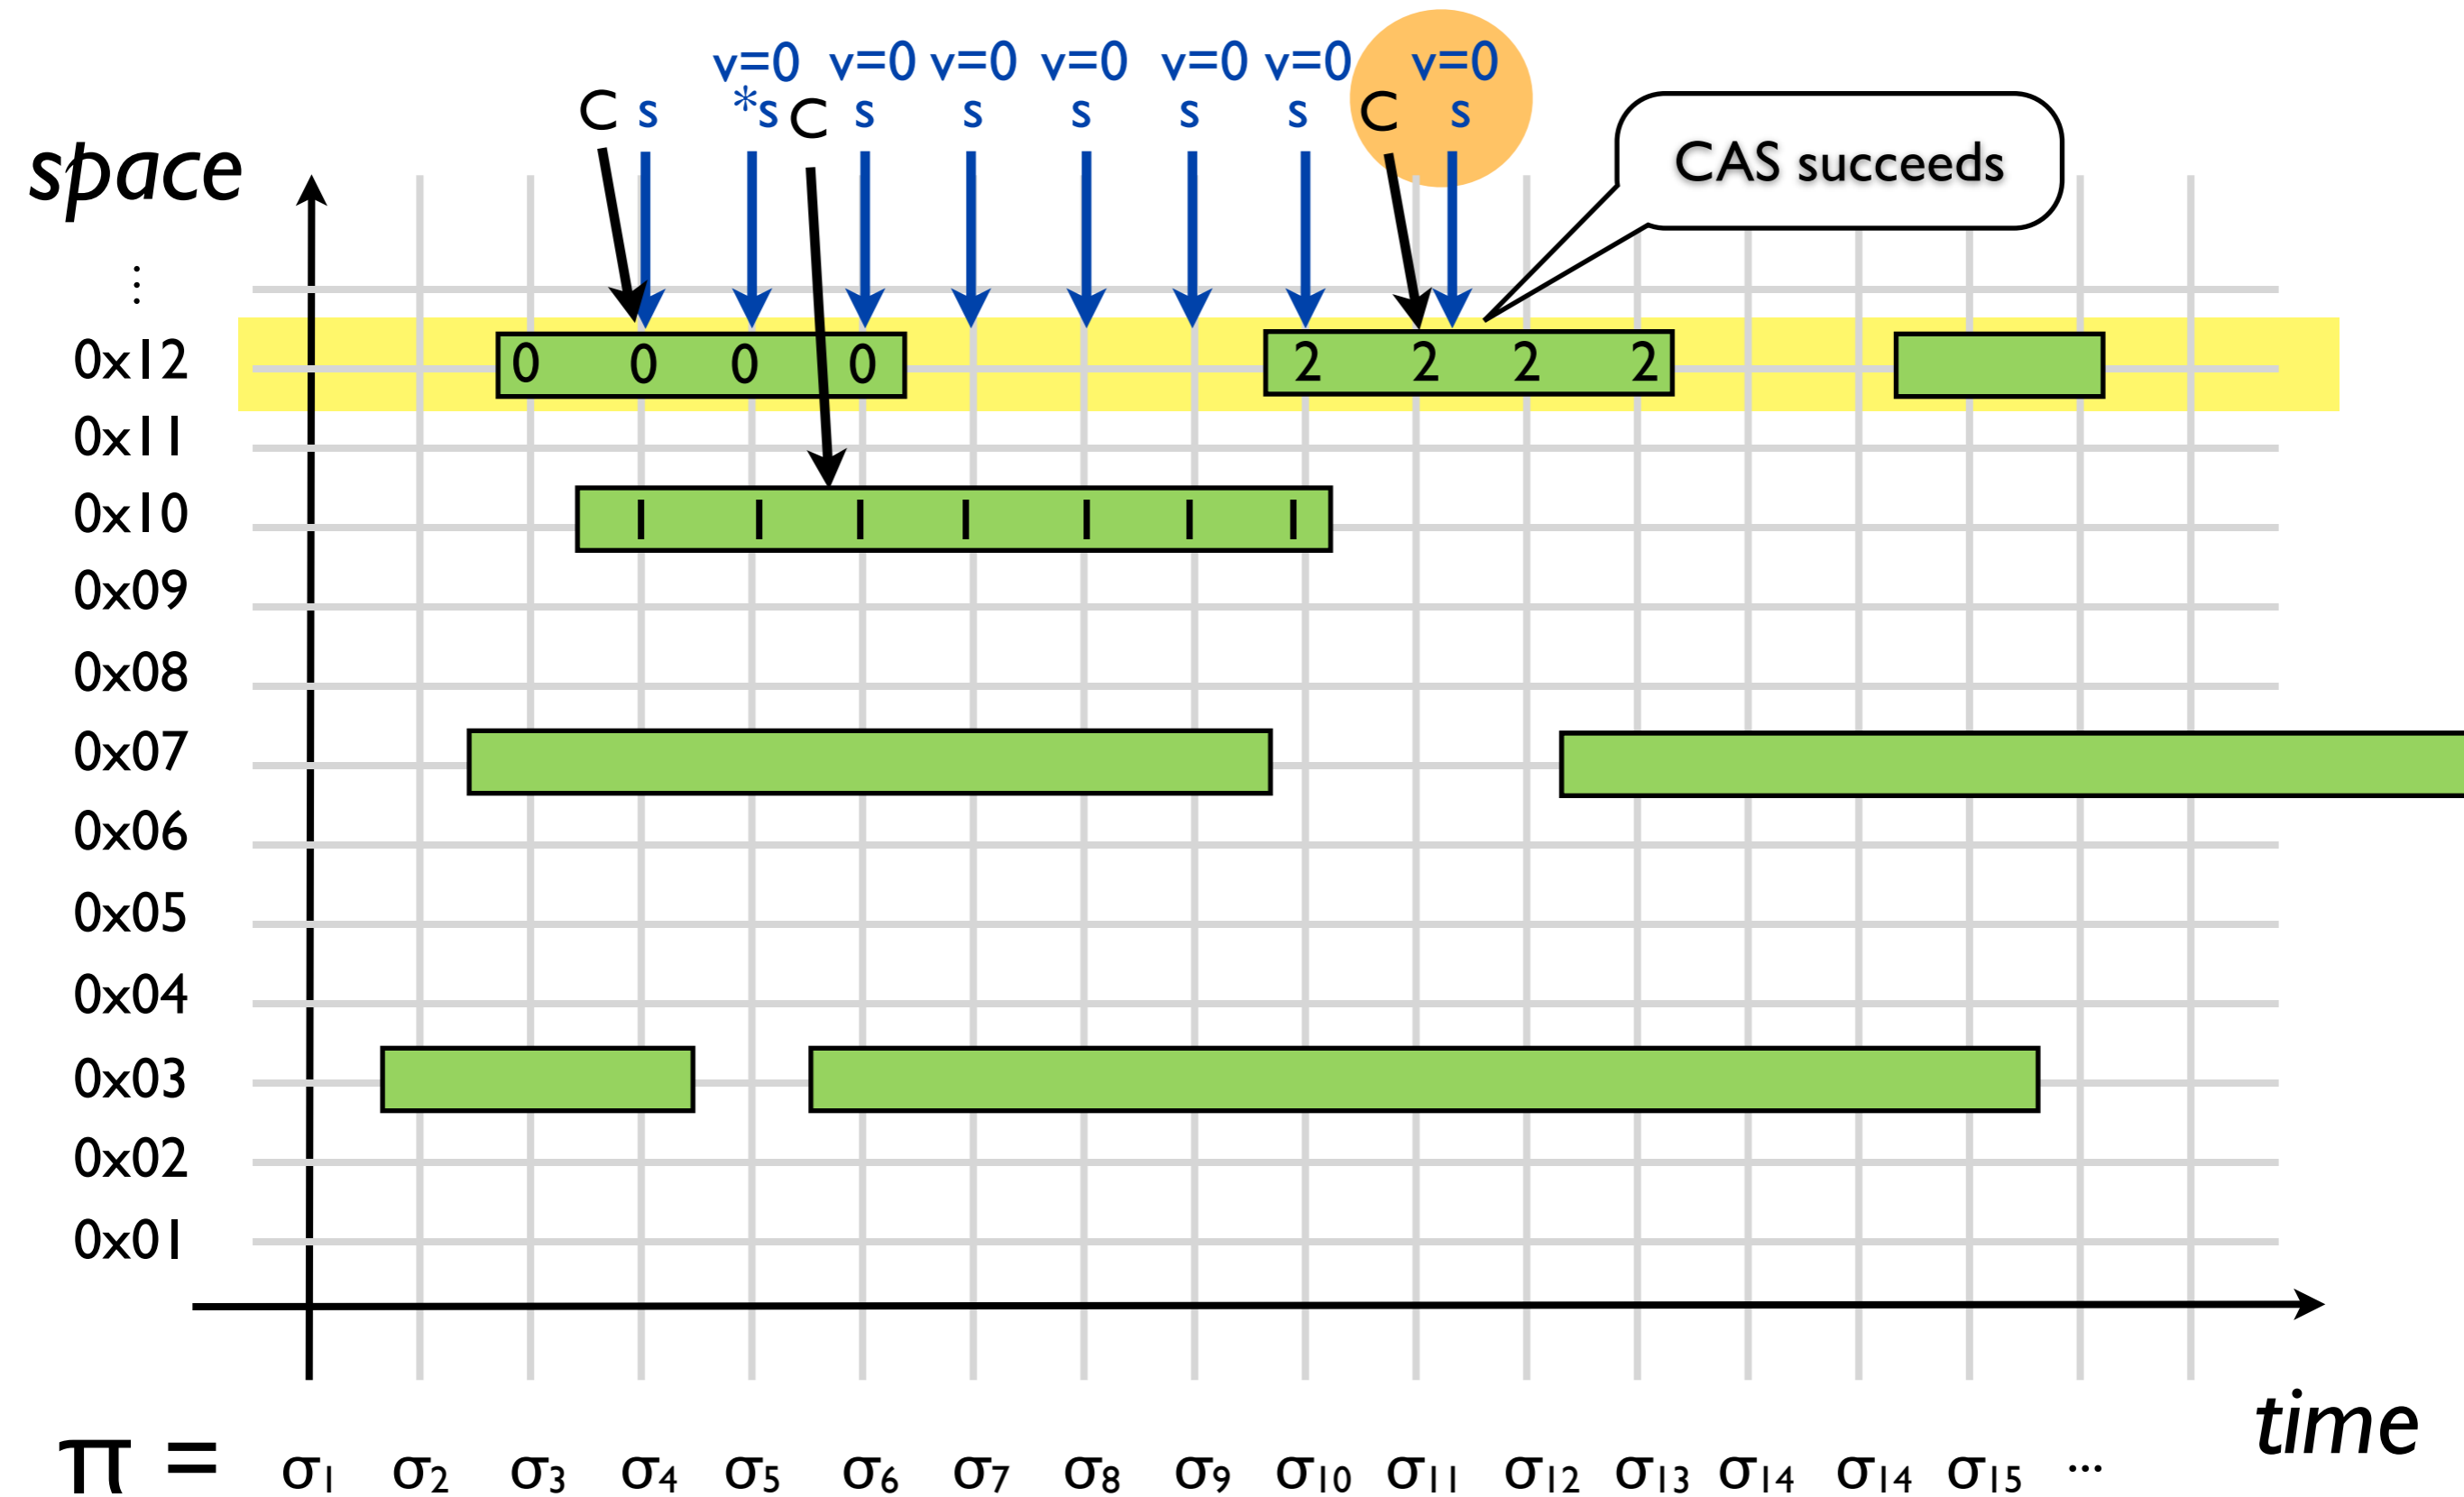 v=0 v=0 v=0 v=0 v=0 v=0 v=0
C s *s C s s s s s C s
CAS succeeds
space
⋮
0x12 0 0 0 0 2 2 2 2
0x11
0x10 1 1 1 1 1 1 1
0x09
0x08
0x07
0x06
0x05
0x04
0x03
0x02
0x01
time
π = σ1 σ2 σ3 σ4 σ5 σ6 σ7 σ8 σ9 σ10 σ11 σ12 σ13 σ14 σ14 σ15 ...